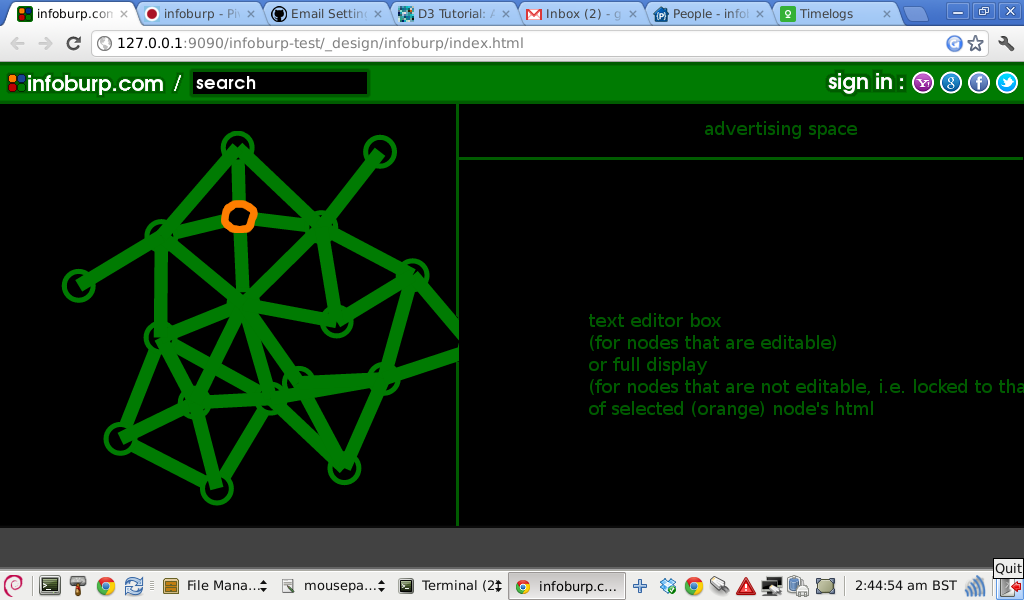 infoburp.con
infoburp - Pi
Email Settin
D3 Tutorial: A
Inbox (2) - g
People - infol
Timelogs
127.0.0.1:9090/infoburp-test/_design/infoburp/index.html
infoburp.com / search
sign in :
advertising space
text editor box
(for nodes that are editable)
or full display
(for nodes that are not editable, i.e. locked to tha
of selected (orange) node's html
Quit
File Mana...
mousepa...
Terminal (2)
infoburp.c...
2:44:54 am BST